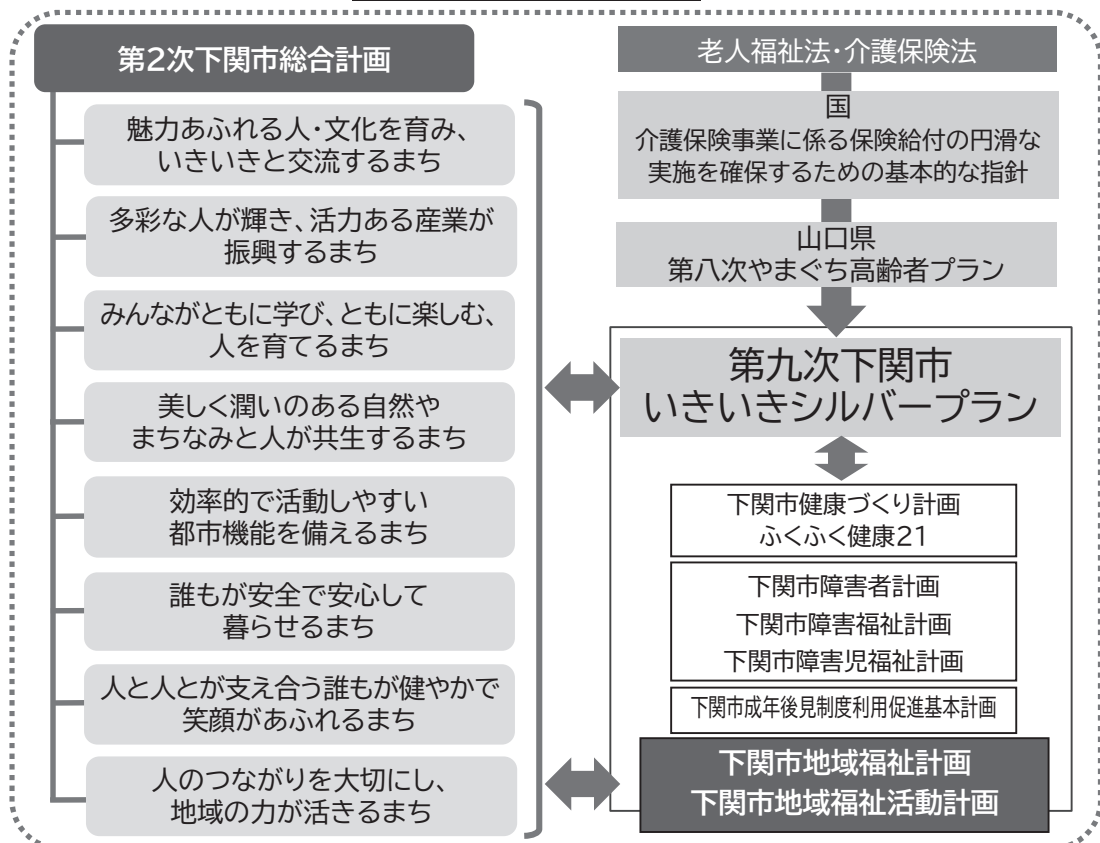 第2次下関市総合計画
魅力あふれる人・文化を育み、
いきいきと交流するまち
多彩な人が輝き、活力ある産業が
振興するまち
みんながともに学び、ともに楽しむ、
人を育てるまち
美しく潤いのある自然や
まちなみと人が共生するまち
効率的で活動しやすい
都市機能を備えるまち
誰もが安全で安心して
暮らせるまち
人と人とが支え合う誰もが健やかで
笑顔があふれるまち
人のつながりを大切にし、
地域の力が活きるまち
老人福祉法・介護保険法
国
介護保険事業に係る保険給付の円滑な
実施を確保するための基本的な指針
山口県
第八次やまぐち高齢者プラン
第九次下関市
いきいきシルバープラン
下関市健康づくり計画
ふくふく健康21
下関市障害者計画
下関市障害福祉計画
下関市障害児福祉計画
下関市成年後見制度利用促進基本計画
下関市地域福祉計画
下関市地域福祉活動計画